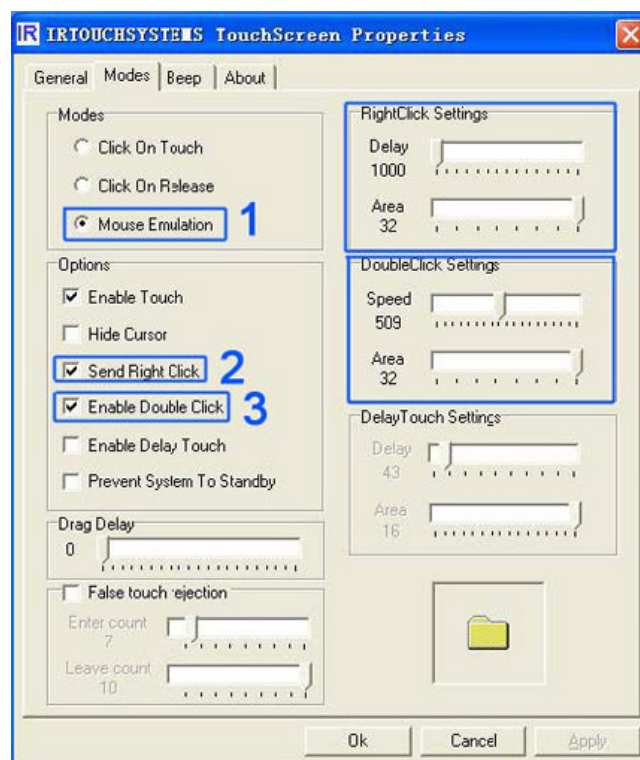 IR IRTOUCHSYSTEMS TouchScreen Properties
General Modes Beep About
Modes
Click On Touch
Click On Release
Mouse Emulation 1
Options
Enable Touch
Hide Cursor
Send Right Click 2
Enable Double Click 3
Enable Delay Touch
Prevent System To Standby
Drag Delay
0
False touch rejection
Enter count
7
Leave count
10
RightClick Settings
Delay
1000
Area
32
DoubleClick Settings
Speed
509
Area
32
DelayTouch Settings
Delay
43
Area
16
Ok Cancel Apply